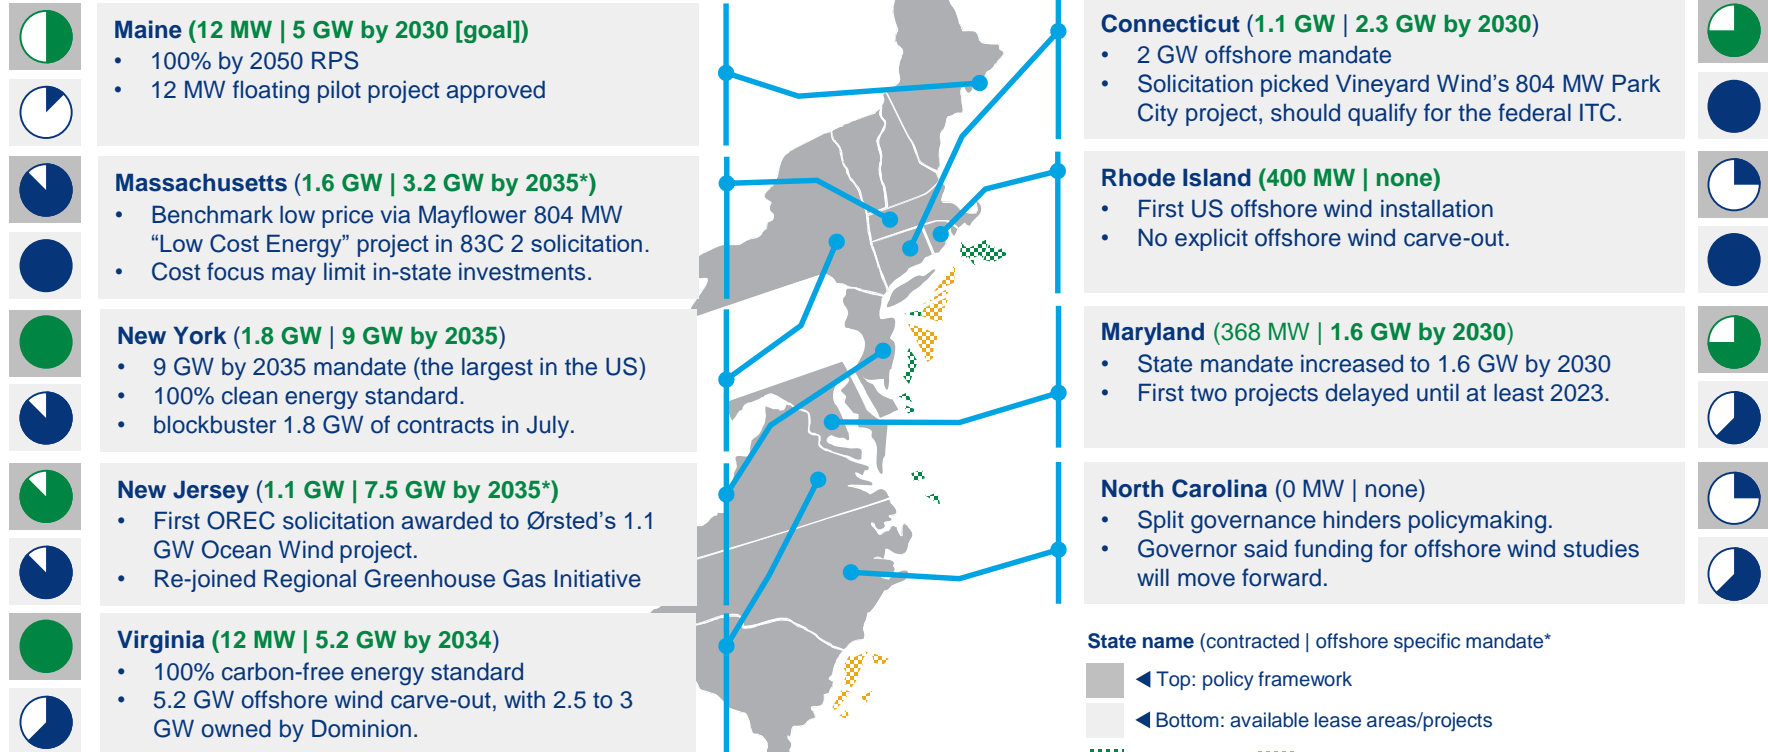 Maine (12 MW | 5 GW by 2030 [goal])
• 100% by 2050 RPS
• 12 MW floating pilot project approved
Massachusetts (1.6 GW | 3.2 GW by 2035*)
• Benchmark low price via Mayflower 804 MW
“Low Cost Energy” project in 83C 2 solicitation.
• Cost focus may limit in-state investments.
New York (1.8 GW | 9 GW by 2035)
• 9 GW by 2035 mandate (the largest in the US)
• 100% clean energy standard.
• blockbuster 1.8 GW of contracts in July.
New Jersey (1.1 GW | 7.5 GW by 2035*)
• First OREC solicitation awarded to Ørsted’s 1.1
GW Ocean Wind project.
• Re-joined Regional Greenhouse Gas Initiative
Virginia (12 MW | 5.2 GW by 2034)
• 100% carbon-free energy standard
• 5.2 GW offshore wind carve-out, with 2.5 to 3
GW owned by Dominion.
Connecticut (1.1 GW | 2.3 GW by 2030)
• 2 GW offshore mandate
• Solicitation picked Vineyard Wind’s 804 MW Park
City project, should qualify for the federal ITC.
Rhode Island (400 MW | none)
• First US offshore wind installation
• No explicit offshore wind carve-out.
Maryland (368 MW | 1.6 GW by 2030)
• State mandate increased to 1.6 GW by 2030
• First two projects delayed until at least 2023.
North Carolina (0 MW | none)
• Split governance hinders policymaking.
• Governor said funding for offshore wind studies
will move forward.
State name (contracted | offshore specific mandate*
Top: policy framework
Bottom: available lease areas/projects